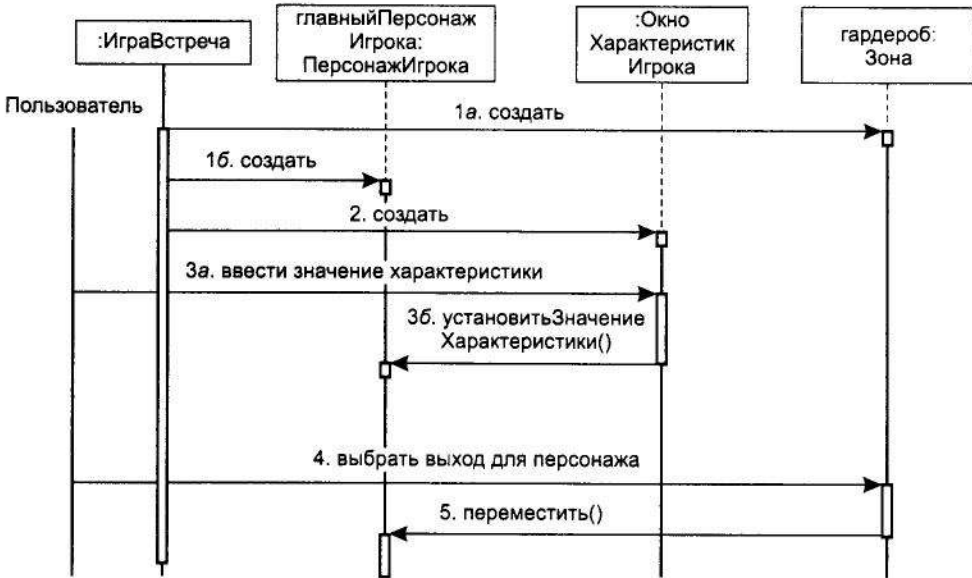 :ИграВстреча
главныйПерсонаж
Игрока:
ПерсонажИгрока
:Окно
Характеристик
Игрока
гардероб:
Зона
Пользователь
1а. создать
1б. создать
2. создать
3а. ввести значение характеристики
3б. установитьЗначение
Характеристики()
4. выбрать выход для персонажа
5. переместить()